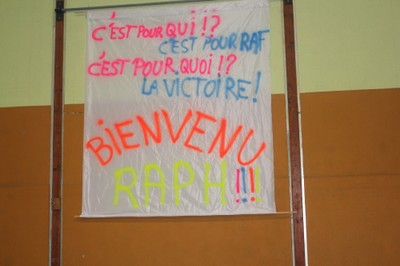 C'EST POUR QUI !?
C'EST POUR RAF
C'EST POUR QUOI !?
LA VICTOIRE !
BIENVENU
RAPH !!!